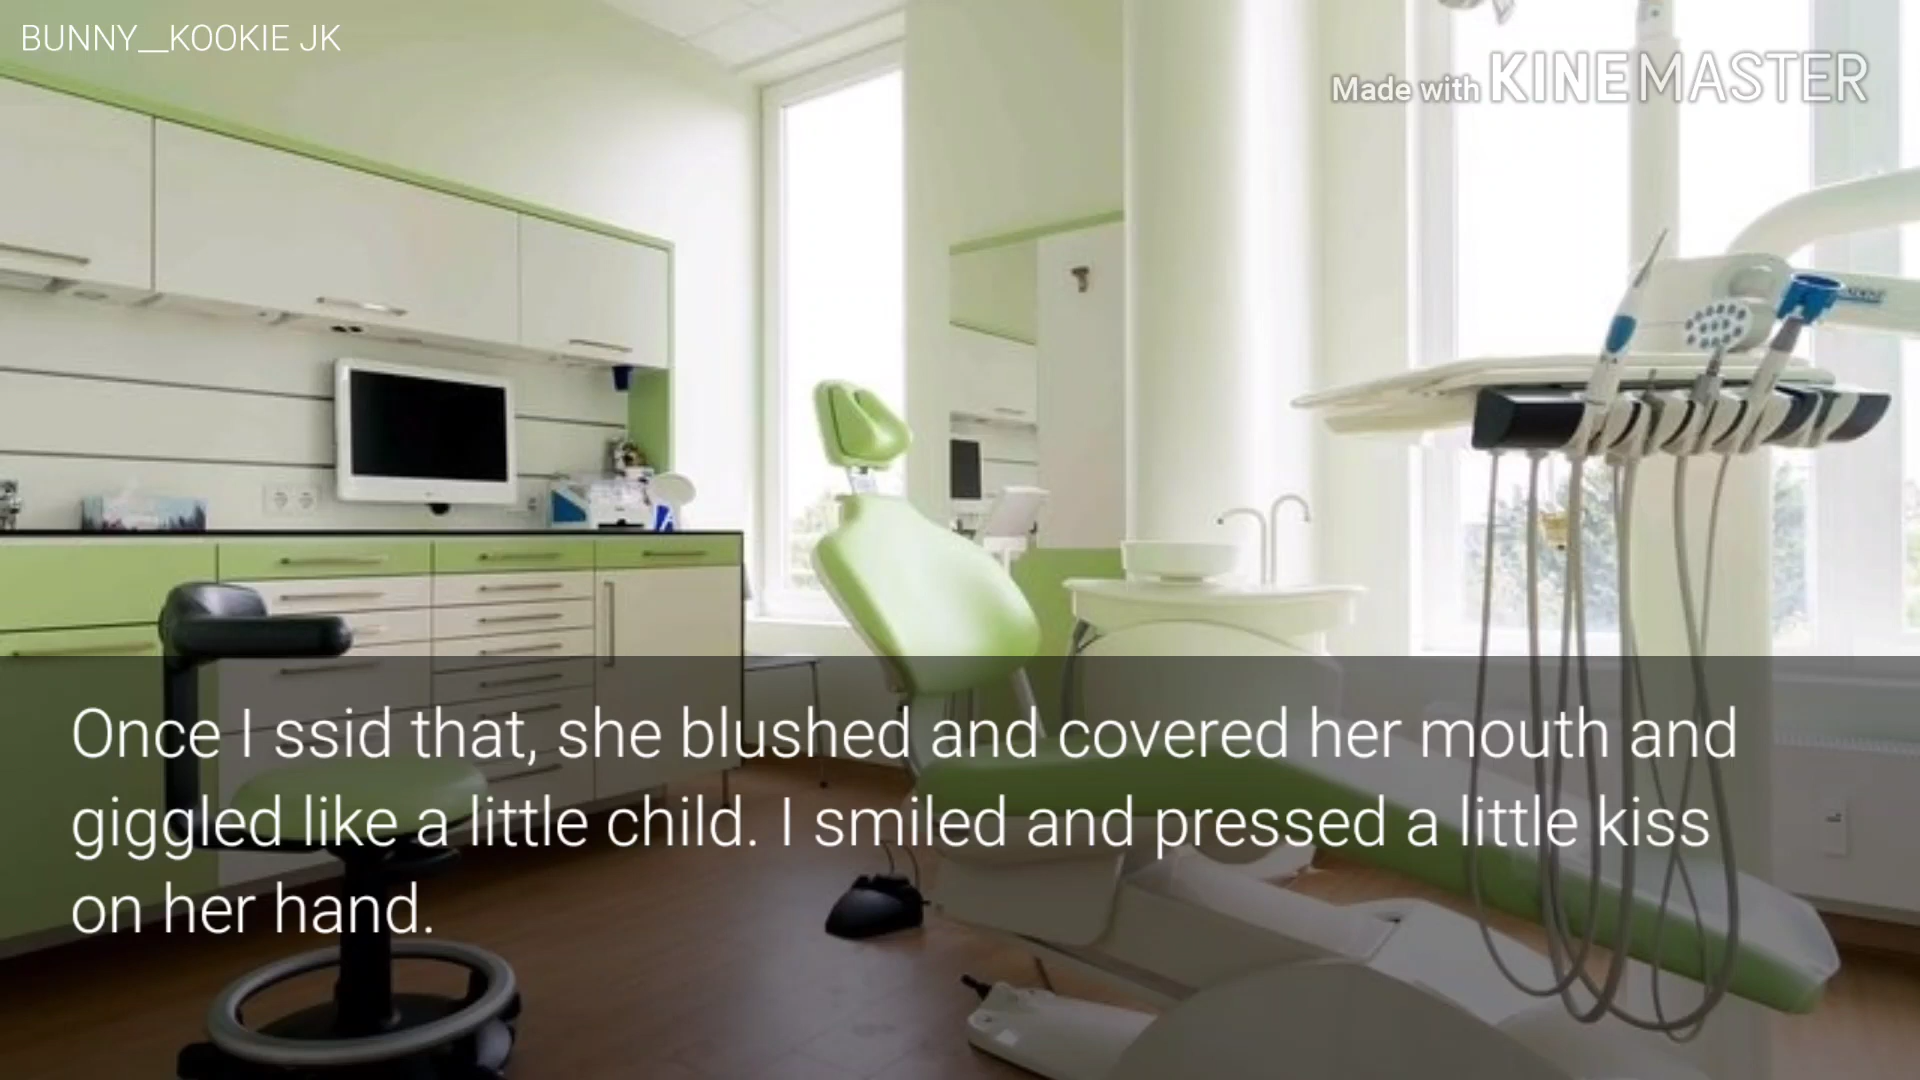 BUNNY__KOOKIE JK
Made with KINEMASTER
Once I ssid that, she blushed and covered her mouth and
giggled like a little child. I smiled and pressed a little kiss
on her hand.